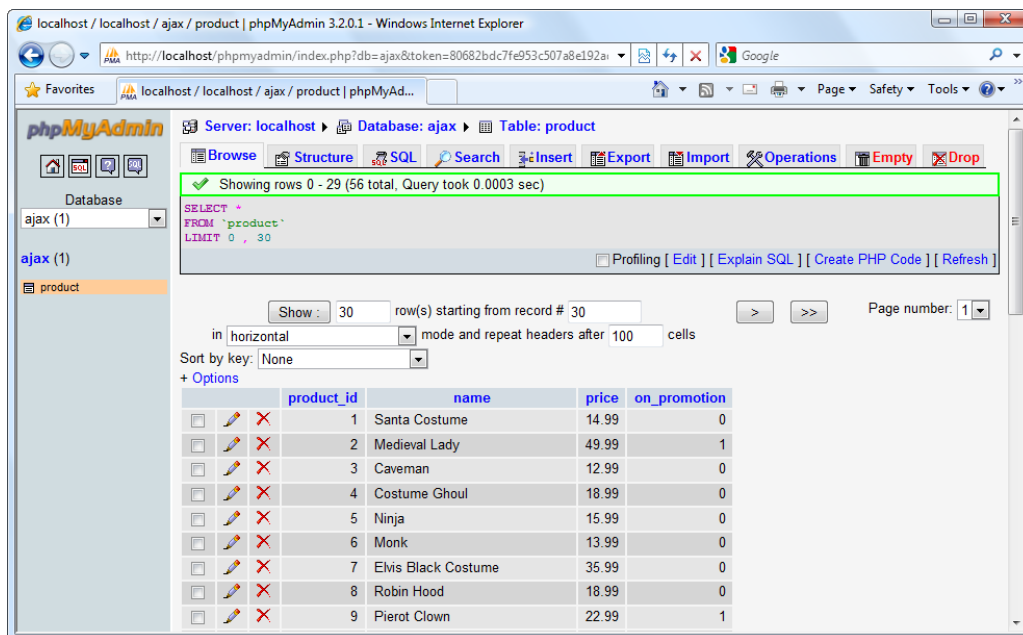 localhost / localhost / ajax / product | phpMyAdmin 3.2.0.1 - Windows Internet Explorer
http://localhost/phpmyadmin/index.php?db=ajax&token=80682bdc7fe953c507a8e192a
Google
Favorites
localhost / localhost / ajax / product | phpMyAd...
Page
Safety
Tools
phpMyAdmin
Database
ajax (1)
ajax (1)
product
Server: localhost
Database: ajax
Table: product
Browse
Structure
SQL
Search
Insert
Export
Import
Operations
Empty
Drop
Showing rows 0 - 29 (56 total, Query took 0.0003 sec)
SELECT *
FROM `product`
LIMIT 0 , 30
Profiling [ Edit ] [ Explain SQL ] [ Create PHP Code ] [ Refresh ]
Show : 30 row(s) starting from record # 30 > >> Page number: 1
in horizontal mode and repeat headers after 100 cells
Sort by key: None
+ Options
product_id name price on_promotion
1 Santa Costume 14.99 0
2 Medieval Lady 49.99 1
3 Caveman 12.99 0
4 Costume Ghoul 18.99 0
5 Ninja 15.99 0
6 Monk 13.99 0
7 Elvis Black Costume 35.99 0
8 Robin Hood 18.99 0
9 Pierot Clown 22.99 1